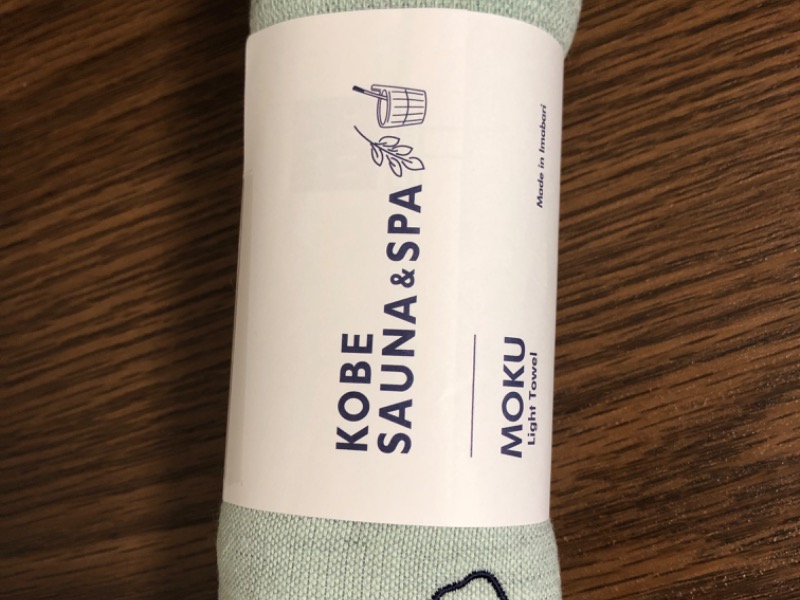 KOBE
SAUNA & SPA
MOKU
Light Towel
Made in Imabari